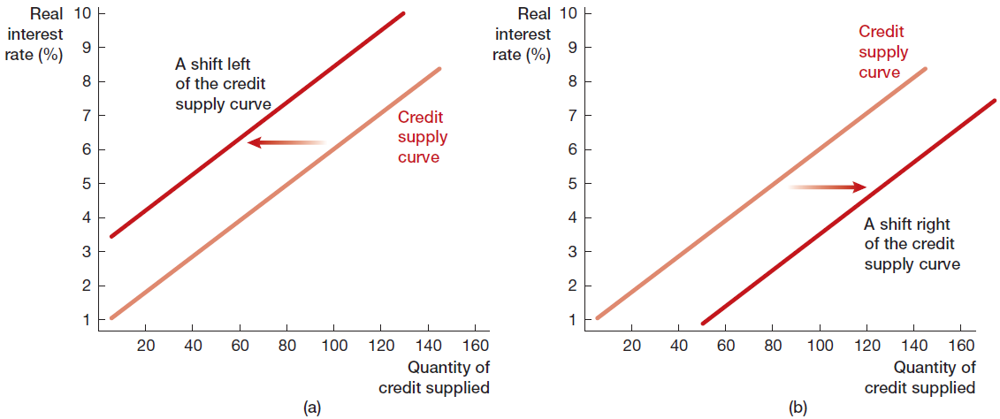 Real
interest
rate (%)
10
9
8
7
6
5
4
3
2
1
A shift left
of the credit
supply curve
Credit
supply
curve
20 40 60 80 100 120 140 160
Quantity of
credit supplied
(a)
Real
interest
rate (%)
10
9
8
7
6
5
4
3
2
1
Credit
supply
curve
A shift right
of the credit
supply curve
20 40 60 80 100 120 140 160
Quantity of
credit supplied
(b)